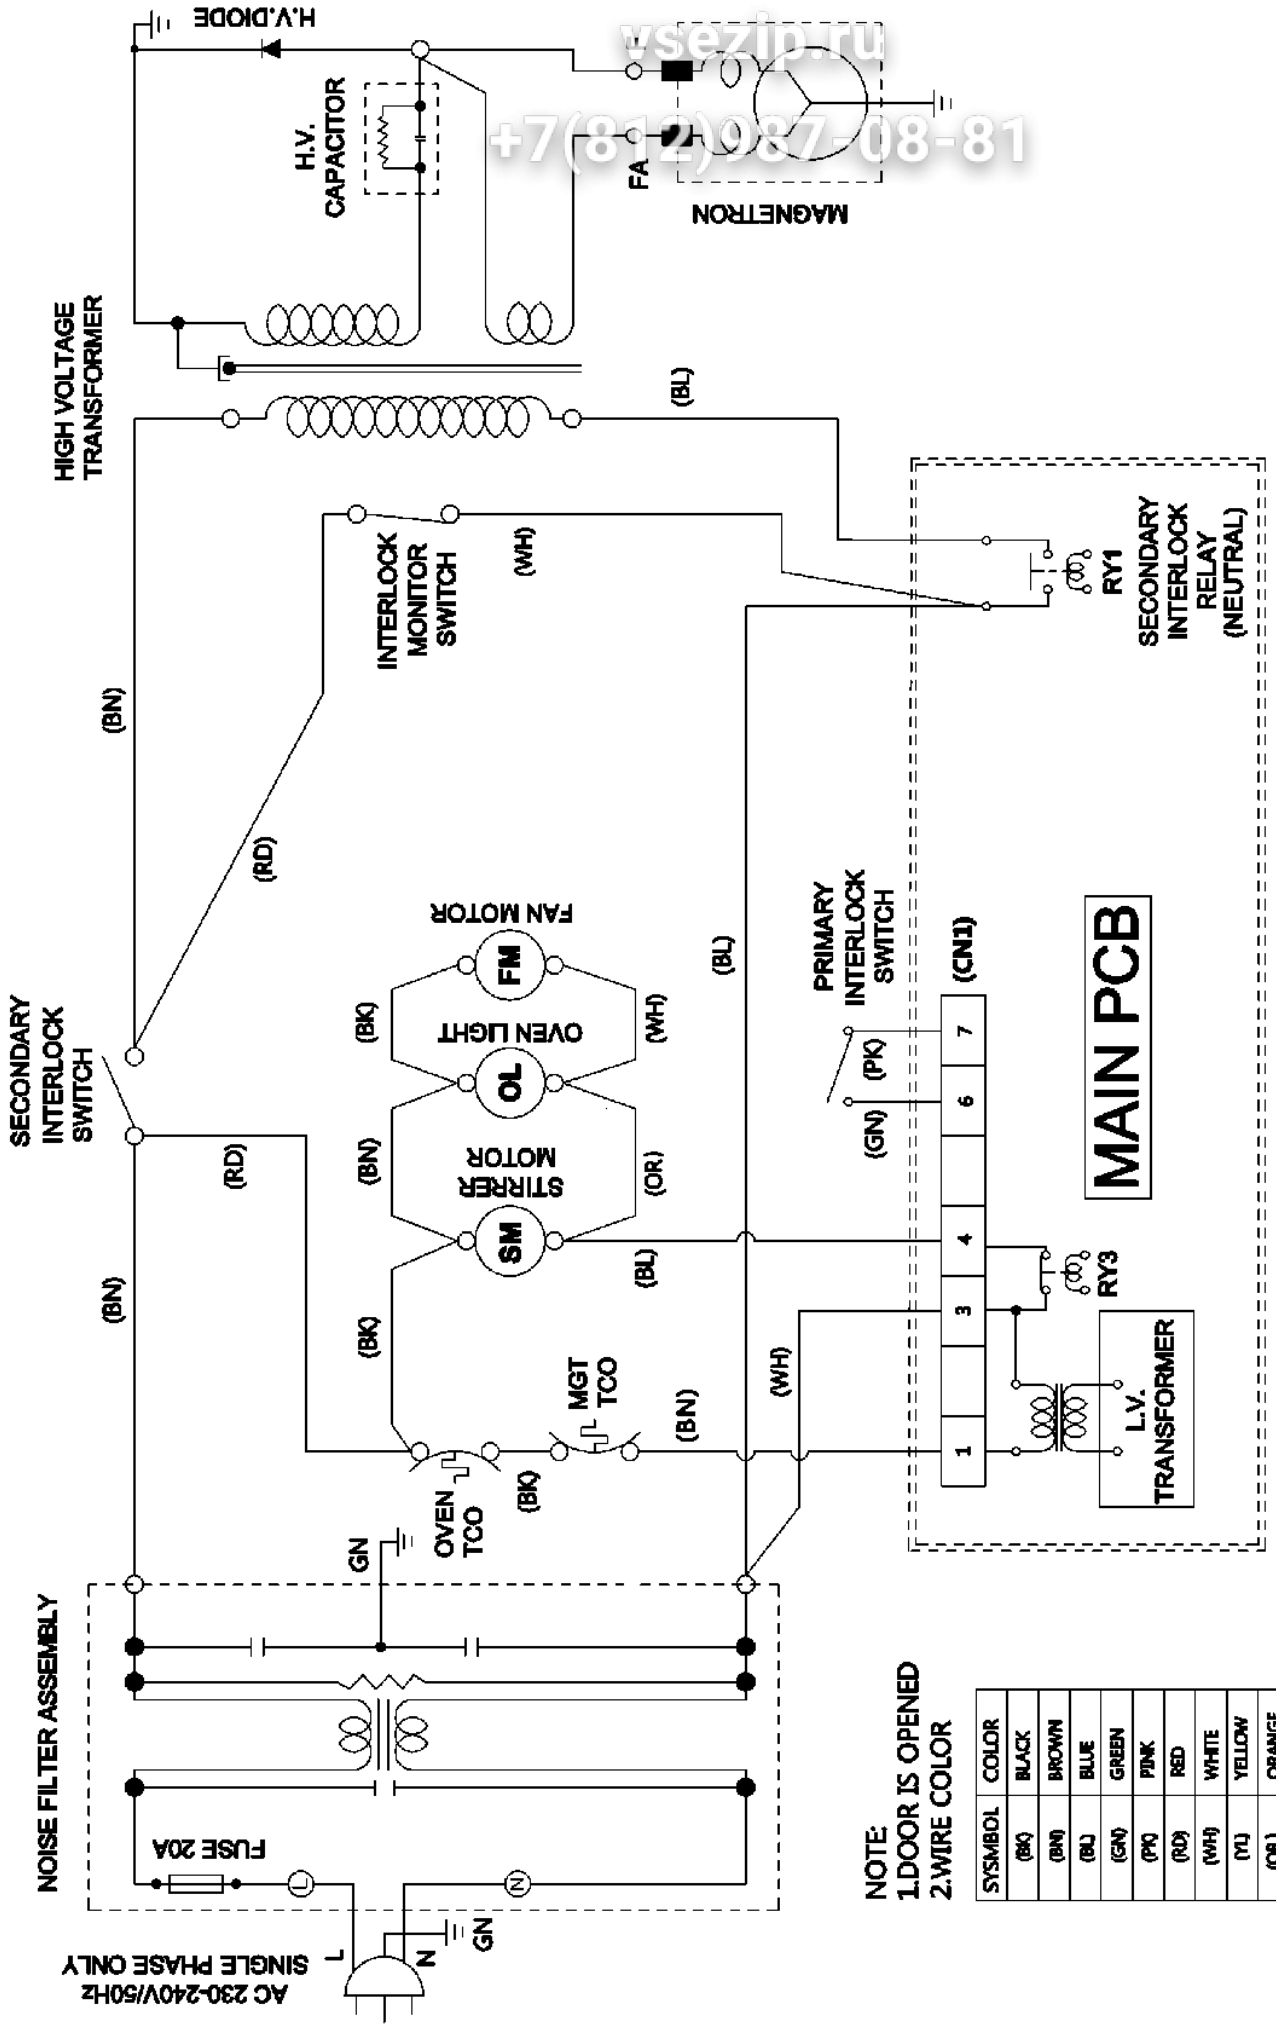 vsezip.ru
+7(812)987-08-81
H.V.DIODE
H.V.
CAPACITOR
F
FA
MAGNETRON
HIGH VOLTAGE
TRANSFORMER
(BL)
INTERLOCK
MONITOR
SWITCH
(WH)
RY1
SECONDARY
INTERLOCK
RELAY
(NEUTRAL)
(BN)
(RD)
SECONDARY
INTERLOCK
SWITCH
(RD)
(BN)
FAN MOTOR
FM
(BK)
(WH)
OVEN LIGHT
OL
(BN)
(OR)
STIRRER
MOTOR
SM
(BK)
(BL)
(BL)
PRIMARY
INTERLOCK
SWITCH
(PK)
(GN)
(CN1)
7
6
4
3
1
MAIN PCB
RY3
L.V.
TRANSFORMER
(WH)
MGT
TCO
(BN)
(BK)
OVEN
TCO
GN
NOISE FILTER ASSEMBLY
FUSE 20A
L
N
L
N
GN
AC 230-240V/50Hz
SINGLE PHASE ONLY
NOTE:
1.DOOR IS OPENED
2.WIRE COLOR
SYSMBOL COLOR
(BK) BLACK
(BN) BROWN
(BL) BLUE
(GN) GREEN
(PK) PINK
(RD) RED
(WH) WHITE
(YL) YELLOW
(OR) ORANGE